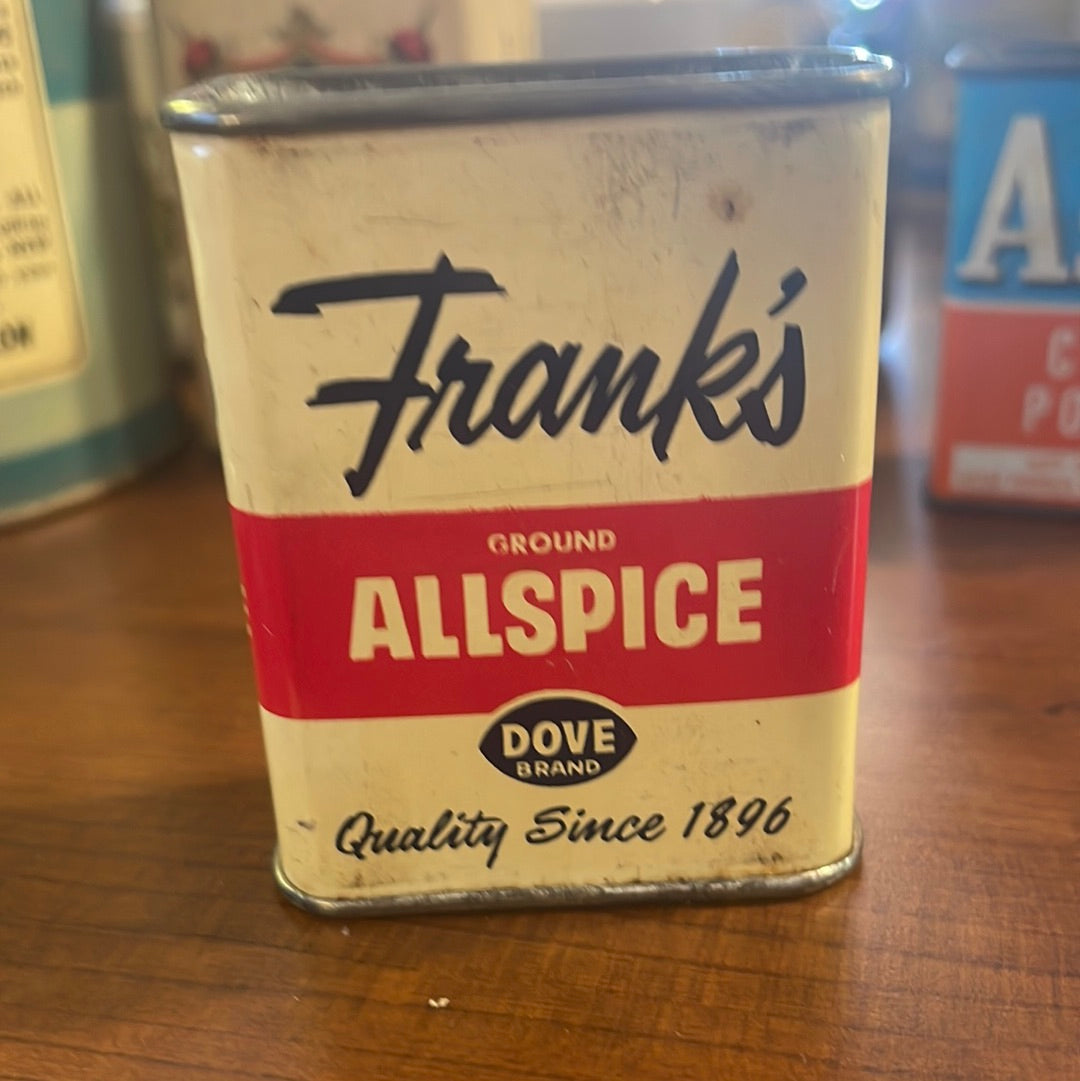 Frank's
GROUND
ALLSPICE
DOVE
BRAND
Quality Since 1896